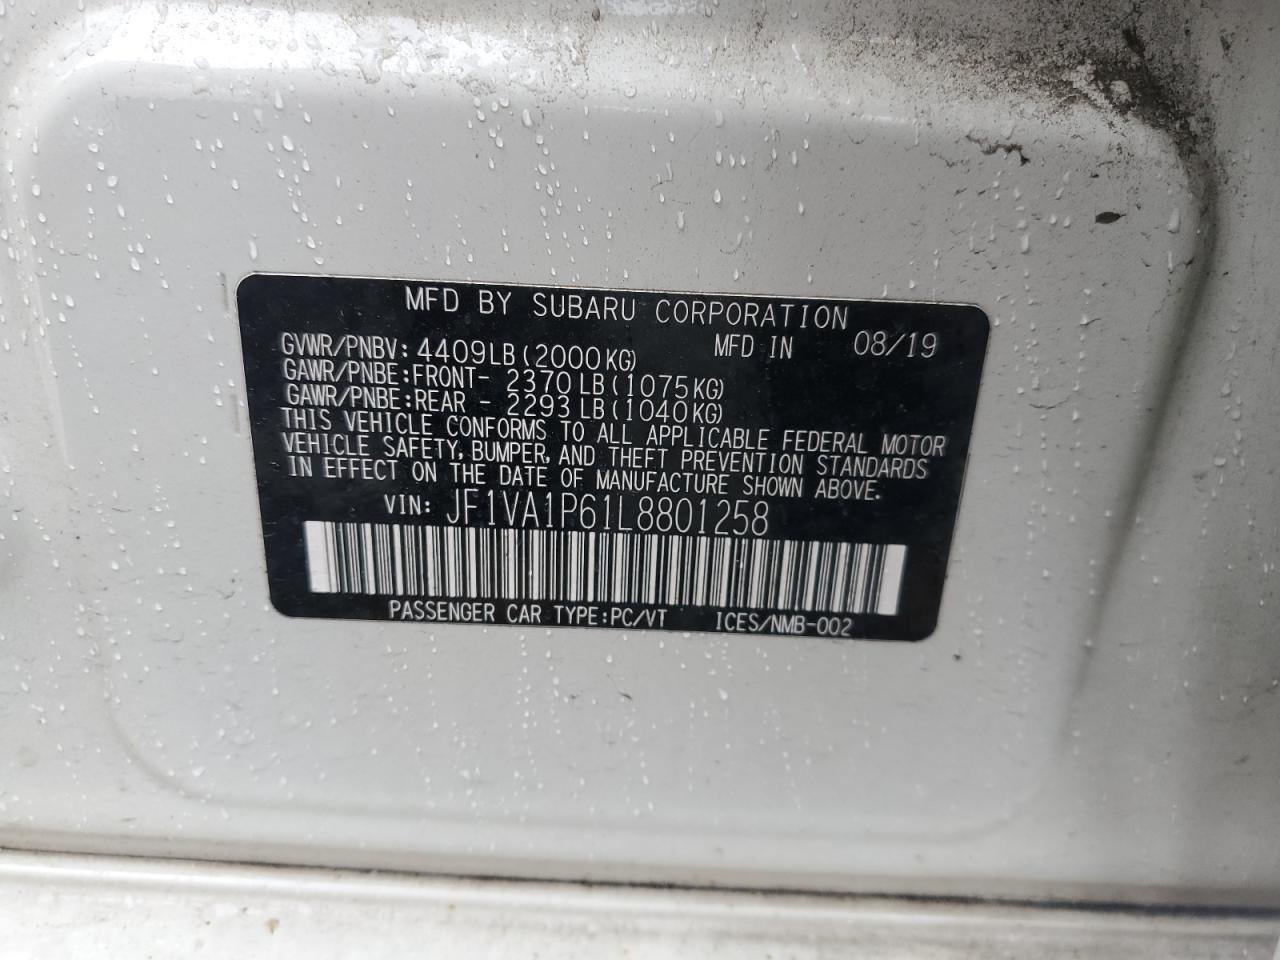 MFD BY SUBARU CORPORATION
GVWR/PNBV: 4409LB(2000KG) MFD IN 08/19
GAWR/PNBE:FRONT- 2370LB(1075KG)
GAWR/PNBE:REAR - 2293LB(1040KG)
THIS VEHICLE CONFORMS TO ALL APPLICABLE FEDERAL MOTOR
VEHICLE SAFETY, BUMPER, AND THEFT PREVENTION STANDARDS
IN EFFECT ON THE DATE OF MANUFACTURE SHOWN ABOVE.
VIN: JF1VA1P61L8801258
PASSENGER CAR TYPE:PC/VT ICES/NMB-002